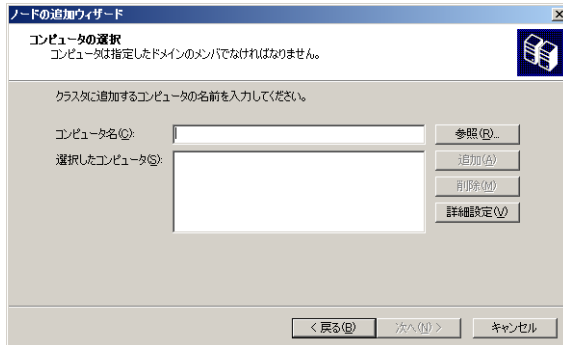 ノードの追加ウィザード
コンピュータの選択
コンピュータは指定したドメインのメンバでなければなりません。
クラスタに追加するコンピュータの名前を入力してください。
コンピュータ名(C):
参照(R)...
選択したコンピュータ(S):
追加(A)
削除(M)
詳細設定(V)
< 戻る(B)
次へ(N) >
キャンセル